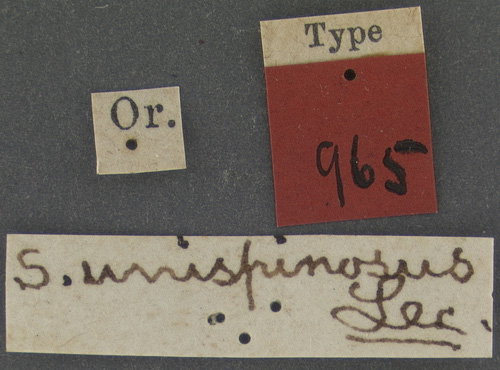 Type
Or.
965
S. unispinosus
Lec.